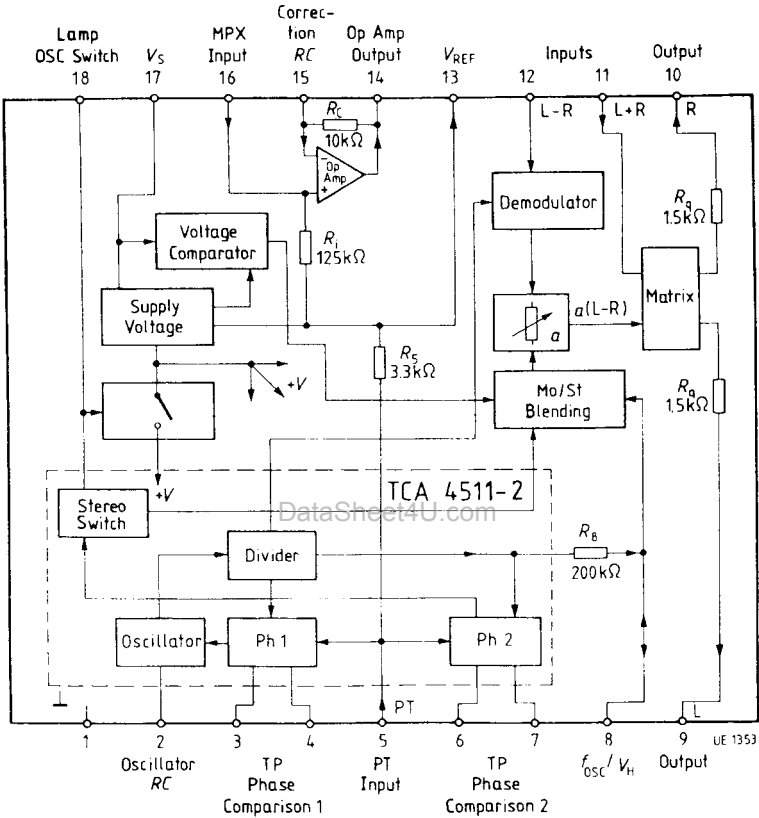 Lamp
OSC Switch
18
V_S
17
MPX
Input
16
Correc-
tion
RC
15
Op Amp
Output
14
V_REF
13
Inputs
12
11
Output
10
L-R
L+R
R
R_C
10kΩ
- Op
Amp
+
Voltage
Comparator
R_i
125kΩ
Supply
Voltage
R_5
3.3kΩ
+V
+V
Demodulator
a
a(L-R)
Matrix
R_q
1.5kΩ
Mo/St
Blending
R_q
1.5kΩ
TCA 4511-2
DataSheet4U.com
Stereo
Switch
Divider
R_8
200kΩ
Oscillator
Ph 1
Ph 2
PT
L
1
2
Oscillator
RC
3
4
TP
Phase
Comparison 1
5
PT
Input
6
7
TP
Phase
Comparison 2
8
f_OSC / V_H
9
Output
UE 1353